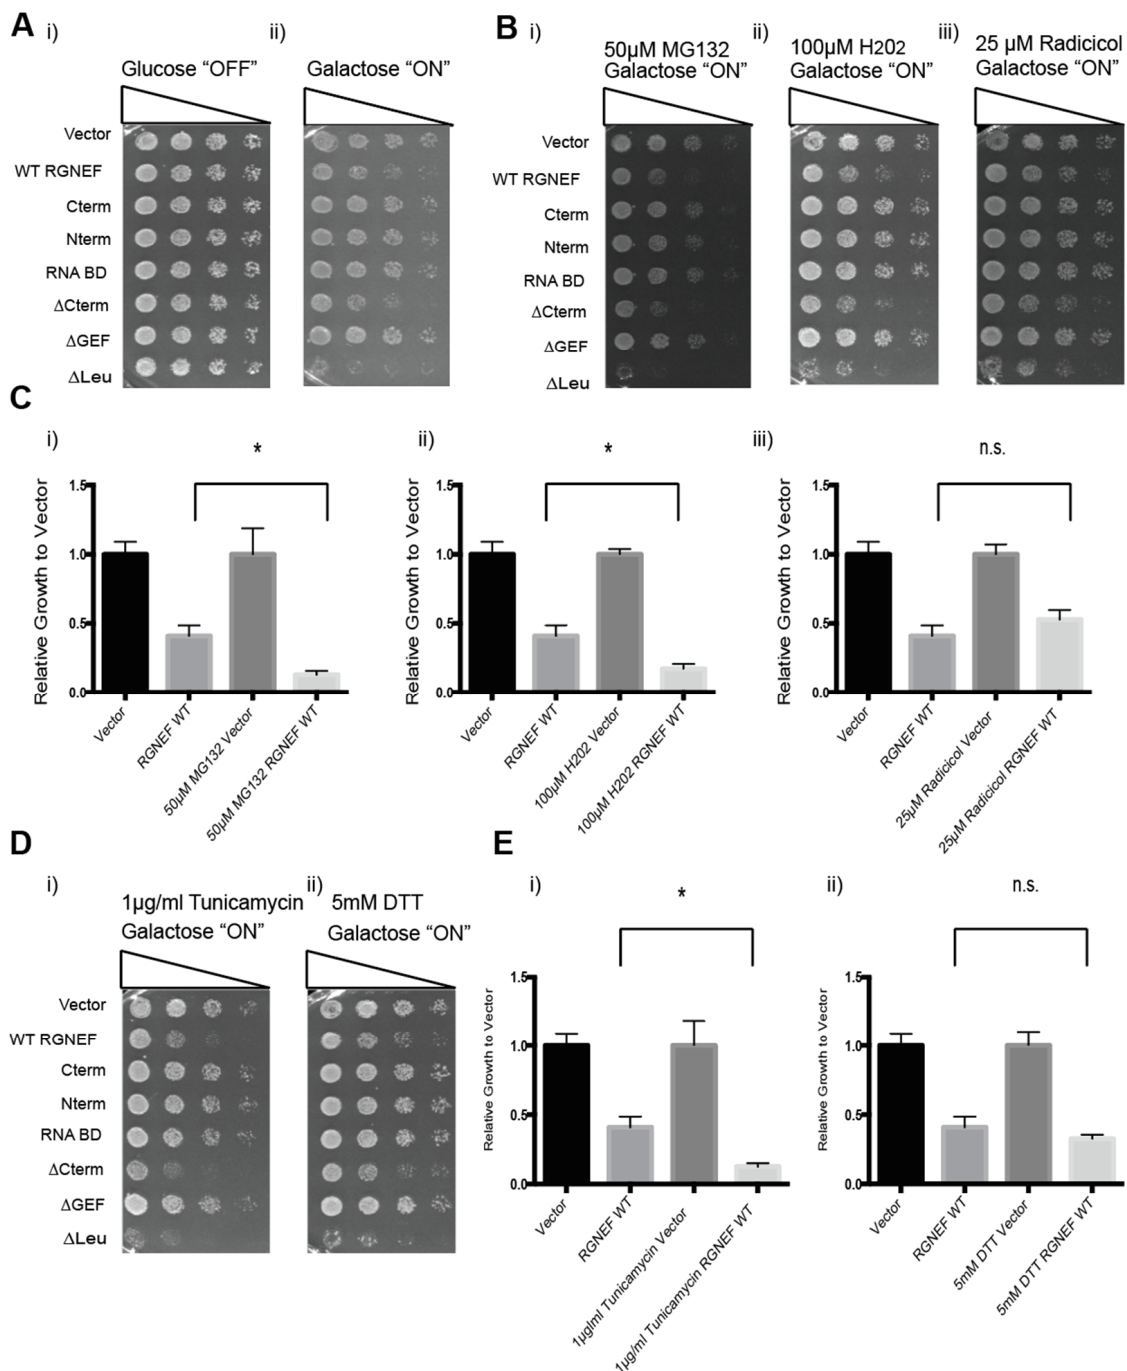 A i) ii)
Glucose “OFF” Galactose “ON”
Vector
WT RGNEF
Cterm
Nterm
RNA BD
ΔCterm
ΔGEF
ΔLeu
B i) ii) iii)
50µM MG132
Galactose “ON”
100µM H202
Galactose “ON”
25 µM Radicicol
Galactose “ON”
Vector
WT RGNEF
Cterm
Nterm
RNA BD
ΔCterm
ΔGEF
ΔLeu
C
i)
*
Relative Growth to Vector
1.5
1.0
0.5
0.0
Vector
RGNEF WT
50µM MG132 Vector
50µM MG132 RGNEF WT
ii)
*
Relative Growth to Vector
1.5
1.0
0.5
0.0
Vector
RGNEF WT
100µM H202 Vector
100µM H202 RGNEF WT
iii)
n.s.
Relative Growth to Vector
1.5
1.0
0.5
0.0
Vector
RGNEF WT
25µM Radicicol Vector
25µM Radicicol RGNEF WT
D
i) ii)
1µg/ml Tunicamycin
Galactose “ON”
5mM DTT
Galactose “ON”
Vector
WT RGNEF
Cterm
Nterm
RNA BD
ΔCterm
ΔGEF
ΔLeu
E
i)
*
Relative Growth to Vector
1.5
1.0
0.5
0.0
Vector
RGNEF WT
1µglml Tunicamycin Vector
1µg/ml Tunicamycin RGNEF WT
ii)
n.s.
Relative Growth to Vector
1.5
1.0
0.5
0.0
Vector
RGNEF WT
5mM DTT Vector
5mM DTT RGNEF WT